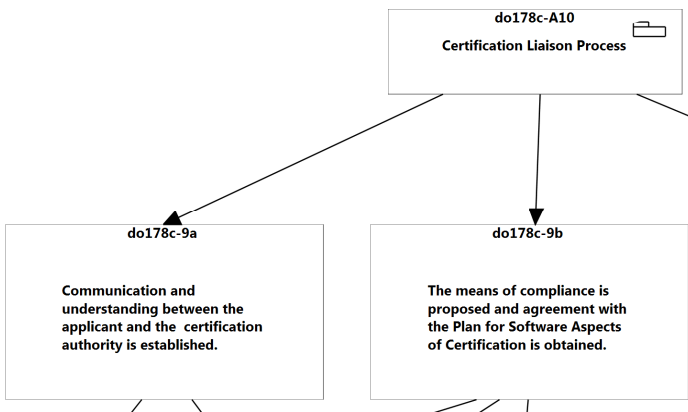 do178c-A10
Certification Liaison Process
do178c-9a
Communication and
understanding between the
applicant and the certification
authority is established.
do178c-9b
The means of compliance is
proposed and agreement with
the Plan for Software Aspects
of Certification is obtained.